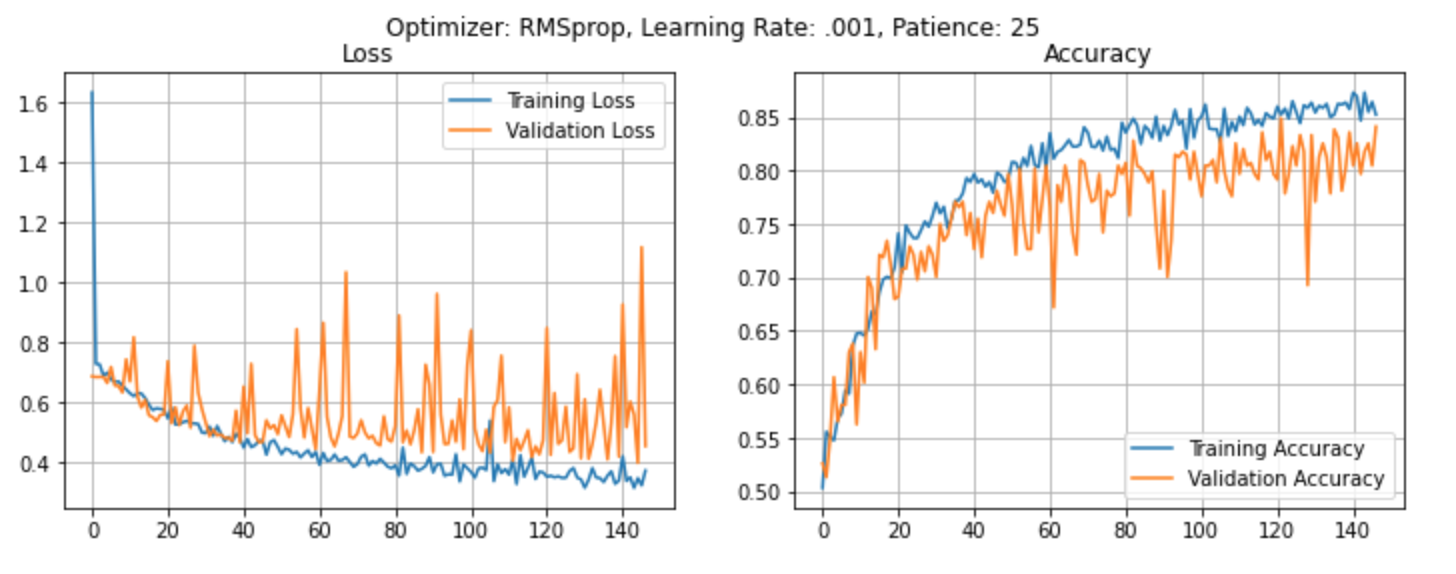 Optimizer: RMSprop, Learning Rate: .001, Patience: 25
Loss
Training Loss
Validation Loss
1.6
1.4
1.2
1.0
0.8
0.6
0.4
0 20 40 60 80 100 120 140
Accuracy
0.85
0.80
0.75
0.70
0.65
0.60
0.55
0.50
Training Accuracy
Validation Accuracy
0 20 40 60 80 100 120 140